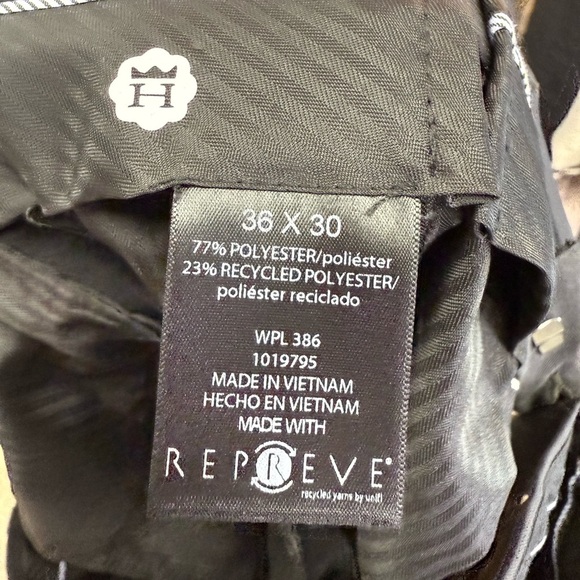 H
36 X 30
77% POLYESTER/poliéster
23% RECYCLED POLYESTER/
poliéster reciclado
WPL 386
1019795
MADE IN VIETNAM
HECHO EN VIETNAM
MADE WITH
REPREVE®
recycled yarns by unifi